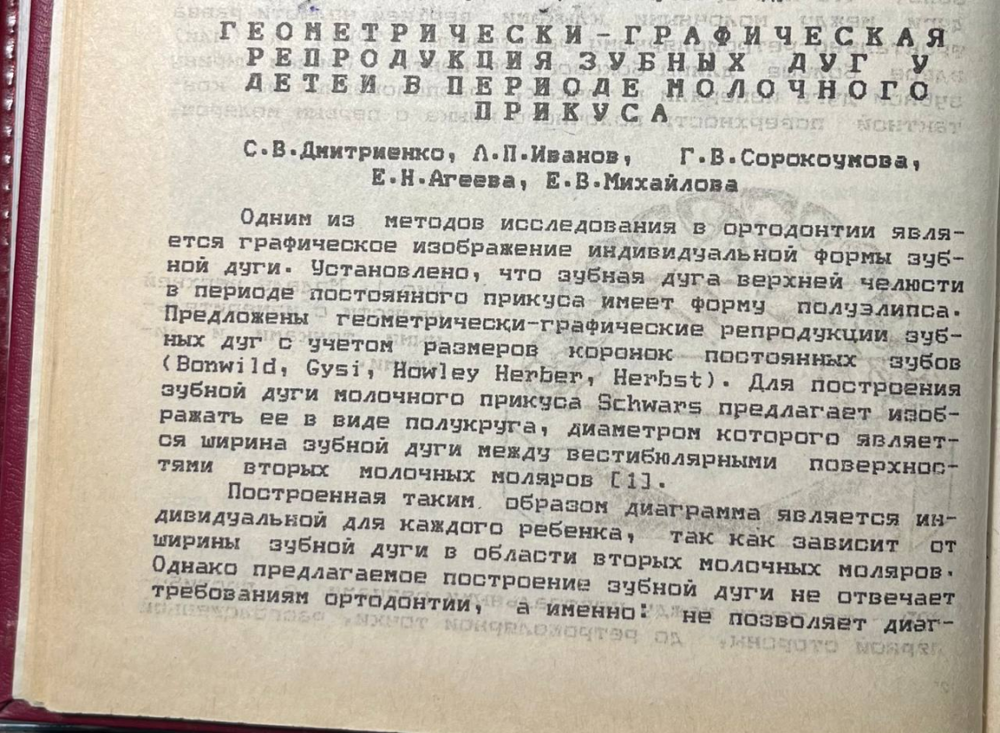 ГЕОМЕТРИЧЕСКИ-ГРАФИЧЕСКАЯ
РЕПРОДУКЦИЯ ЗУБНЫХ ДУГ У
ДЕТЕЙ В ПЕРИОДЕ МОЛОЧНОГО
ПРИКУСА
С.В.Дмитриенко, Л.П.Иванов, Г.В.Сорокоумова,
Е.Н.Агеева, Е.В.Михайлова
Одним из методов исследования в ортодонтии явля-
ется графическое изображение индивидуальной формы зуб-
ной дуги. Установлено, что зубная дуга верхней челюсти
в периоде постоянного прикуса имеет форму полуэлипса.
Предложены геометрически-графические репродукции зуб-
ных дуг с учетом размеров коронок постоянных зубов
(Bonwild, Gysi, Howley Herber, Herbst). Для построения
зубной дуги молочного прикуса Schwars предлагает изоб-
ражать ее в виде полукруга, диаметром которого являет-
ся ширина зубной дуги между вестибюлярными поверхнос-
тями вторых молочных моляров [1].
Построенная таким образом диаграмма является ин-
дивидуальной для каждого ребенка, так как зависит от
ширины зубной дуги в области вторых молочных моляров.
Однако предлагаемое построение зубной дуги не отвечает
требованиям ортодонтии, а именно: не позволяет диаг-